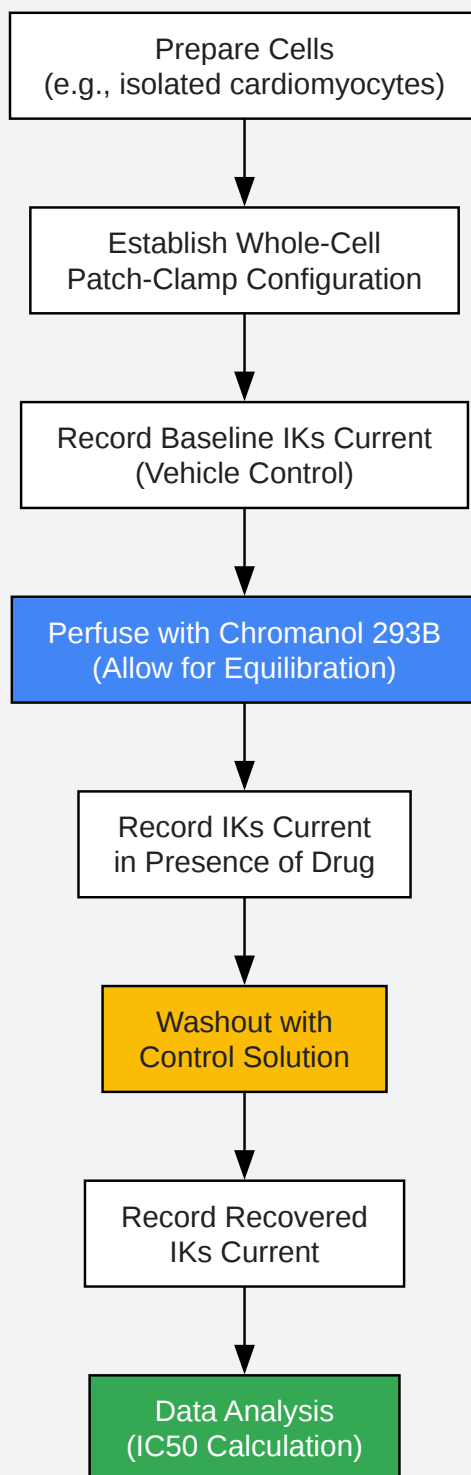 Prepare Cells
(e.g., isolated cardiomyocytes)
Establish Whole-Cell
Patch-Clamp Configuration
Record Baseline IKs Current
(Vehicle Control)
Perfuse with Chromanol 293B
(Allow for Equilibration)
Record IKs Current
in Presence of Drug
Washout with
Control Solution
Record Recovered
IKs Current
Data Analysis
(IC50 Calculation)